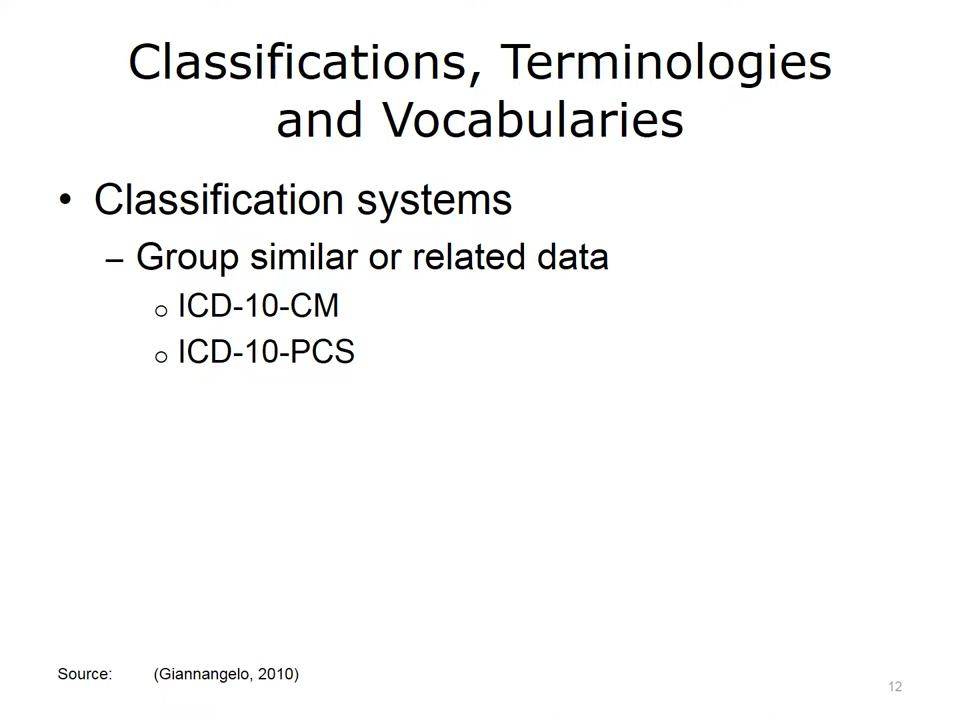 Classifications, Terminologies
and Vocabularies
• Classification systems
– Group similar or related data
o ICD-10-CM
o ICD-10-PCS
Source: (Giannangelo, 2010)
12